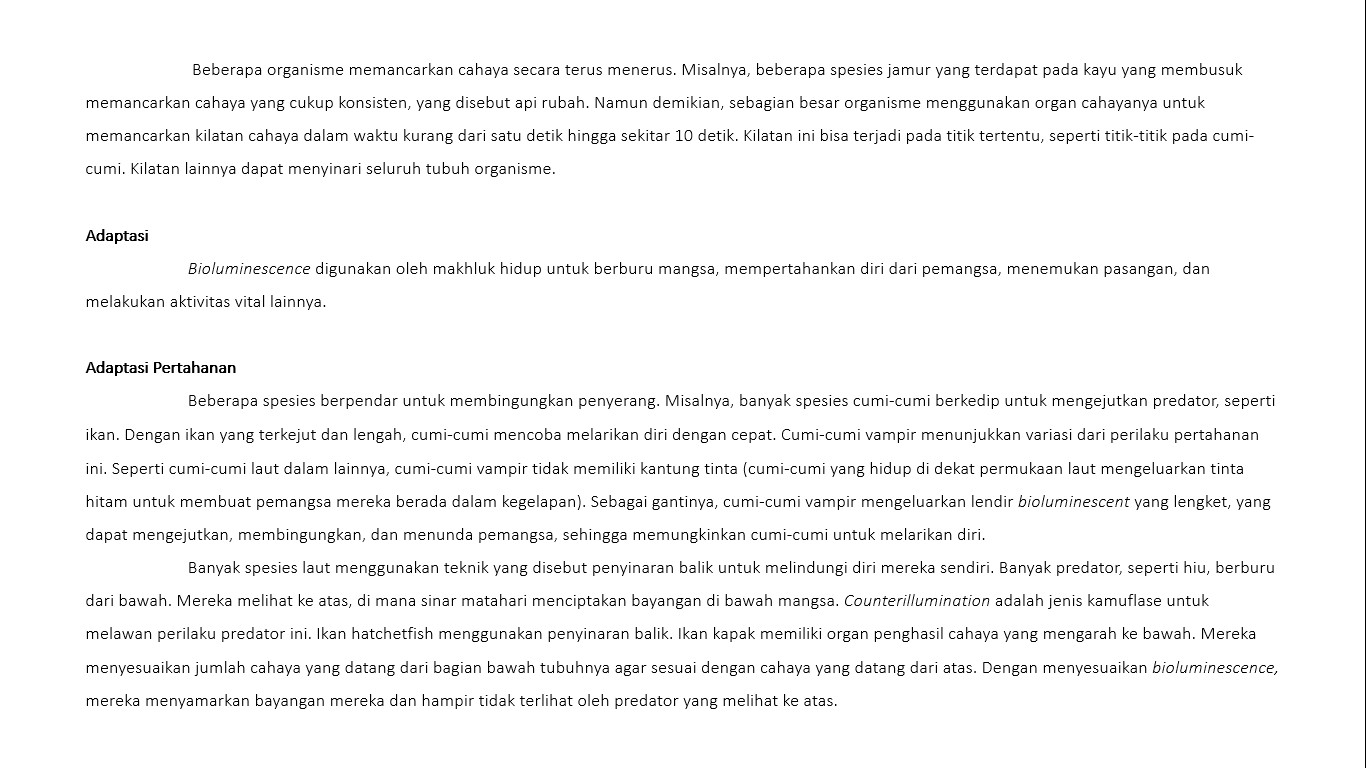 Beberapa organisme memancarkan cahaya secara terus menerus. Misalnya, beberapa spesies jamur yang terdapat pada kayu yang membusuk
memancarkan cahaya yang cukup konsisten, yang disebut api rubah. Namun demikian, sebagian besar organisme menggunakan organ cahayanya untuk
memancarkan kilatan cahaya dalam waktu kurang dari satu detik hingga sekitar 10 detik. Kilatan ini bisa terjadi pada titik tertentu, seperti titik-titik pada cumi-
cumi. Kilatan lainnya dapat menyinari seluruh tubuh organisme.
Adaptasi
Bioluminescence digunakan oleh makhluk hidup untuk berburu mangsa, mempertahankan diri dari pemangsa, menemukan pasangan, dan
melakukan aktivitas vital lainnya.
Adaptasi Pertahanan
Beberapa spesies berpendar untuk membingungkan penyerang. Misalnya, banyak spesies cumi-cumi berkedip untuk mengejutkan predator, seperti
ikan. Dengan ikan yang terkejut dan lengah, cumi-cumi mencoba melarikan diri dengan cepat. Cumi-cumi vampir menunjukkan variasi dari perilaku pertahanan
ini. Seperti cumi-cumi laut dalam lainnya, cumi-cumi vampir tidak memiliki kantung tinta (cumi-cumi yang hidup di dekat permukaan laut mengeluarkan tinta
hitam untuk membuat pemangsa mereka berada dalam kegelapan). Sebagai gantinya, cumi-cumi vampir mengeluarkan lendir bioluminescent yang lengket, yang
dapat mengejutkan, membingungkan, dan menunda pemangsa, sehingga memungkinkan cumi-cumi untuk melarikan diri.
Banyak spesies laut menggunakan teknik yang disebut penyinaran balik untuk melindungi diri mereka sendiri. Banyak predator, seperti hiu, berburu
dari bawah. Mereka melihat ke atas, di mana sinar matahari menciptakan bayangan di bawah mangsa. Counterillumination adalah jenis kamuflase untuk
melawan perilaku predator ini. Ikan hatchetfish menggunakan penyinaran balik. Ikan kapak memiliki organ penghasil cahaya yang mengarah ke bawah. Mereka
menyesuaikan jumlah cahaya yang datang dari bagian bawah tubuhnya agar sesuai dengan cahaya yang datang dari atas. Dengan menyesuaikan bioluminescence,
mereka menyamarkan bayangan mereka dan hampir tidak terlihat oleh predator yang melihat ke atas.